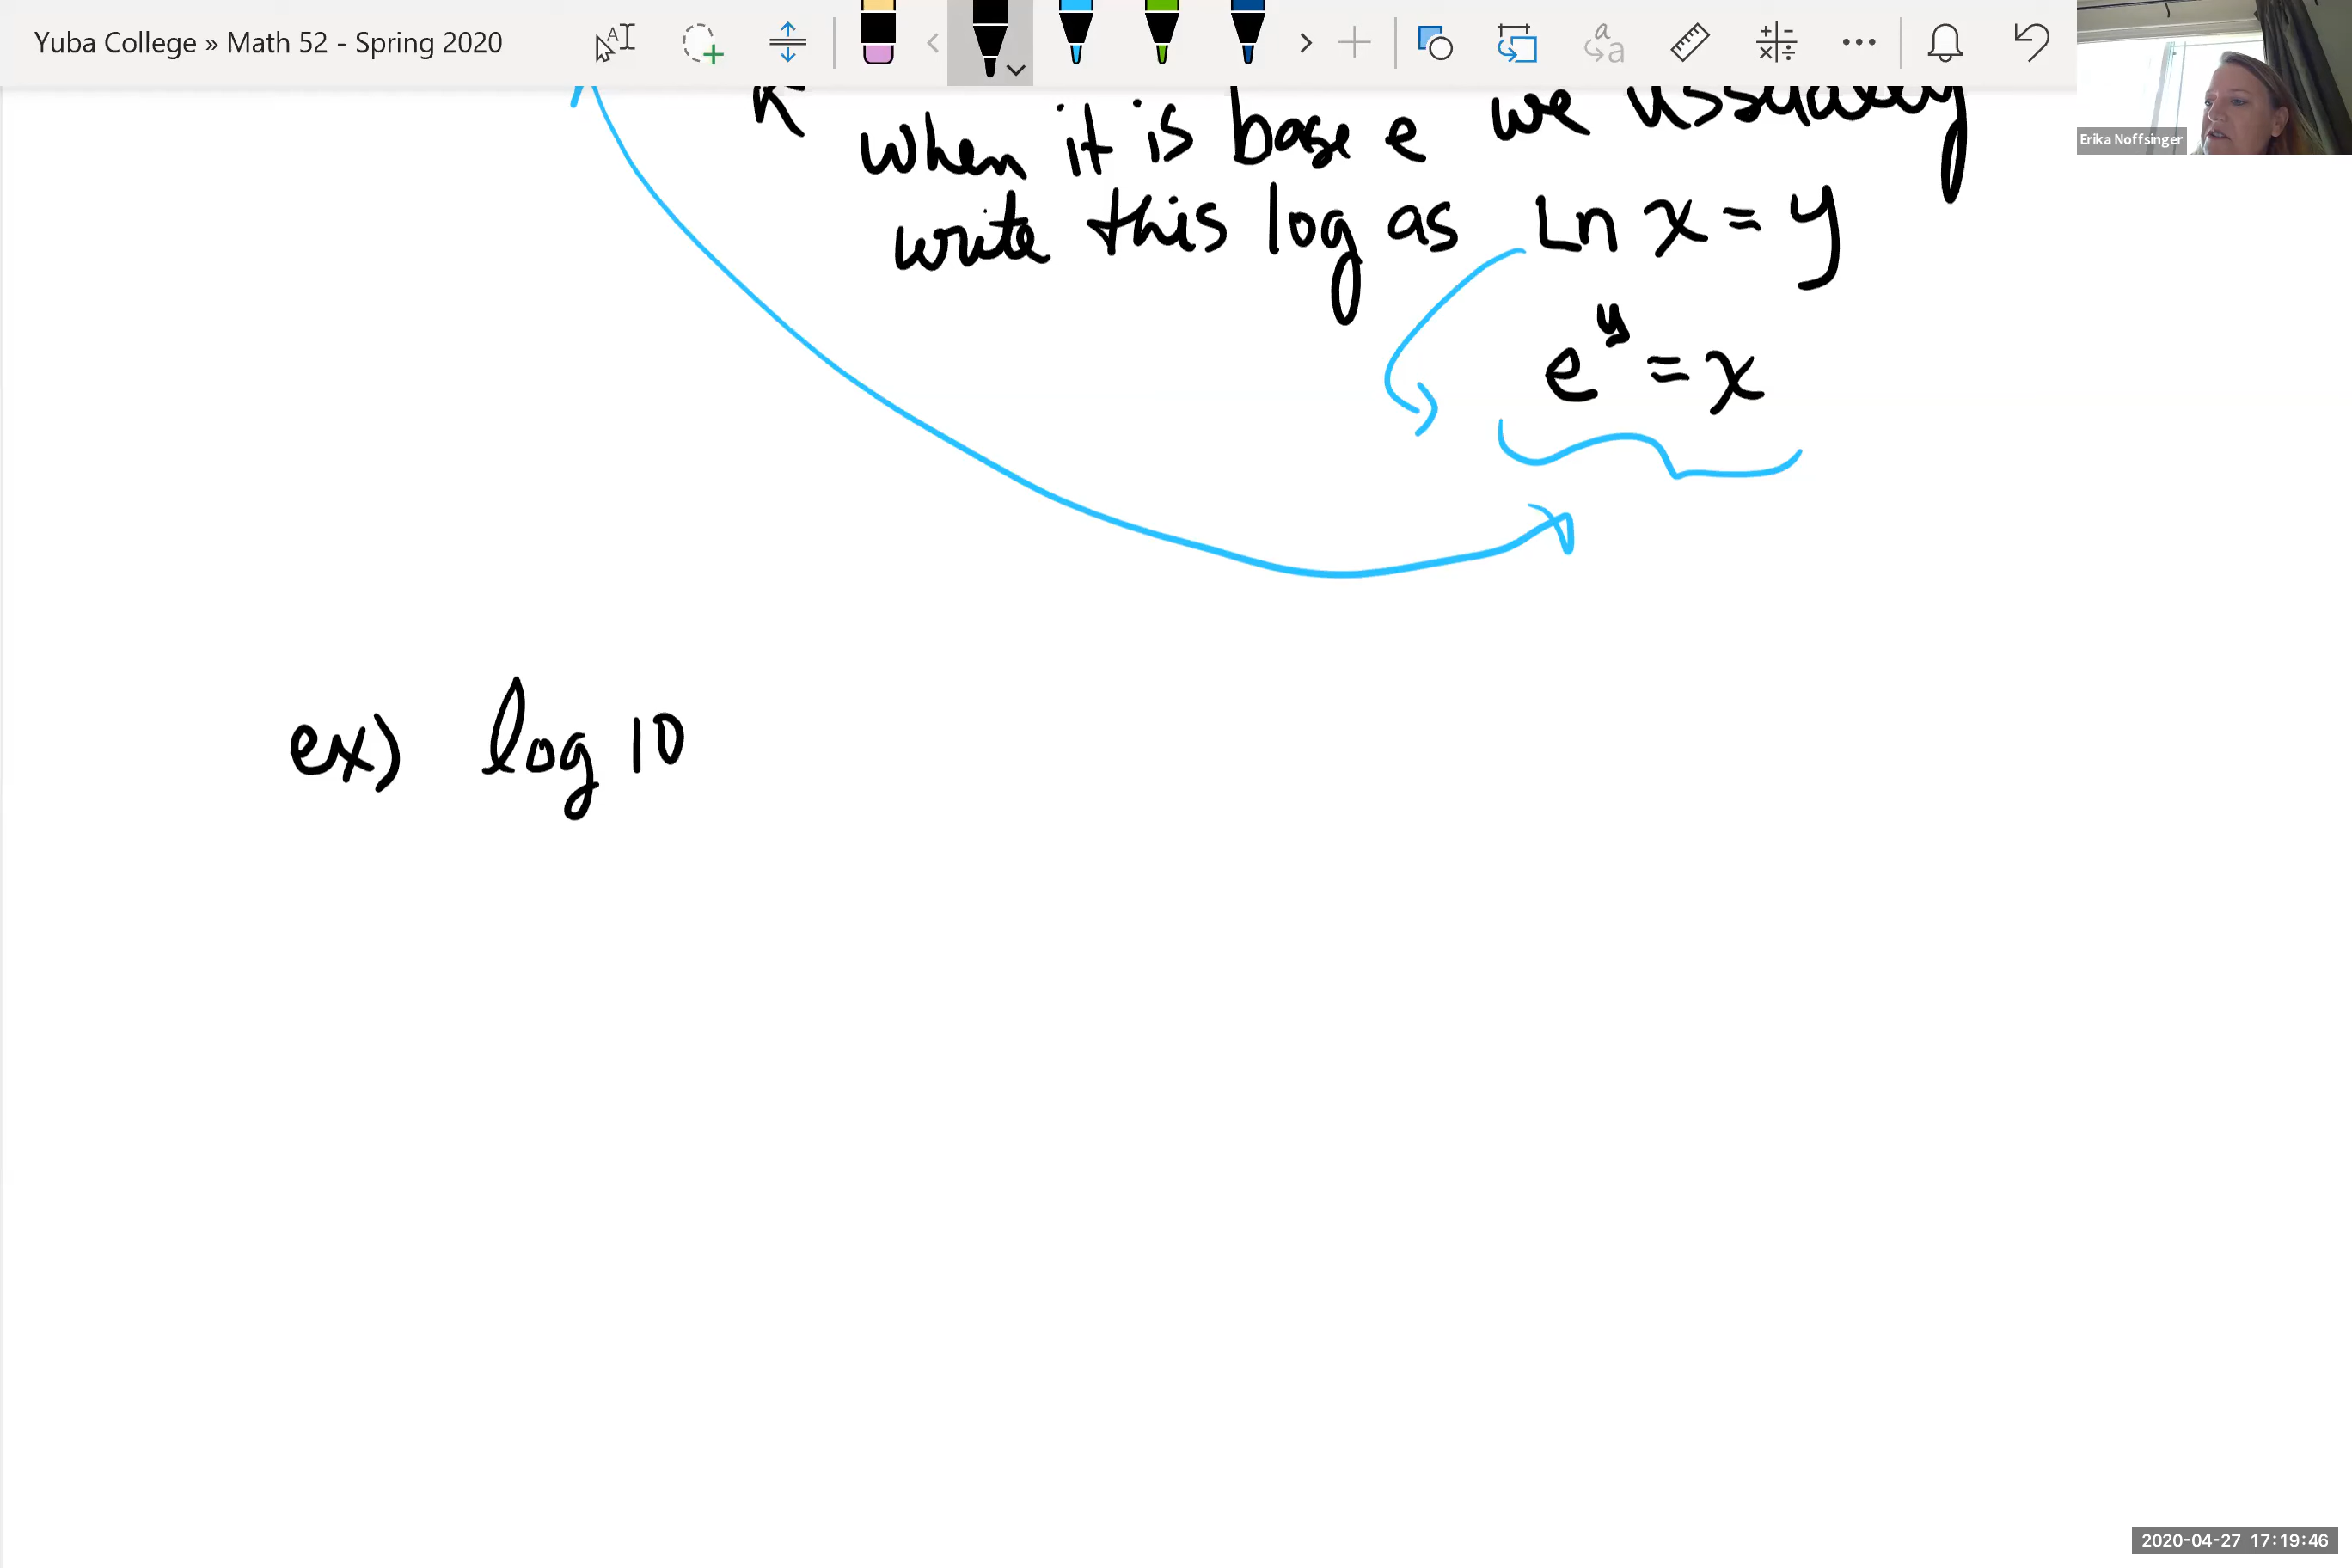 Yuba College » Math 52 - Spring 2020
Erika Noffsinger
when it is base e we ussually
write this log as Ln x = y
e^y = x
ex) log 10
2020-04-27 17:19:46